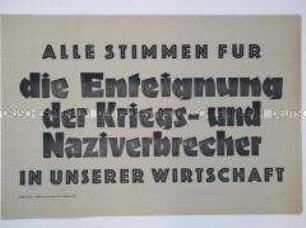 ALLE STIMMEN FÜR
die Enteignung
der Kriegs- und
Naziverbrecher
IN UNSERER WIRTSCHAFT